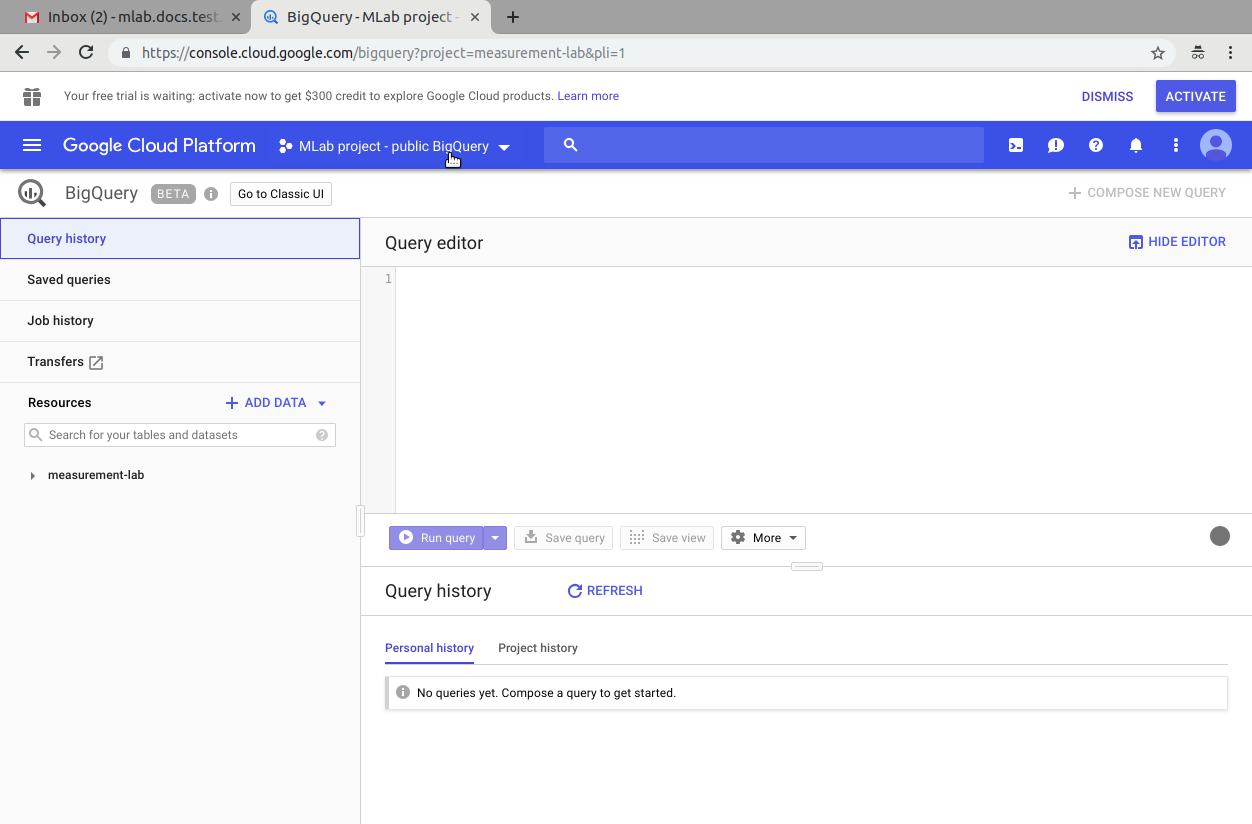 Inbox (2) - mlab.docs.test
BigQuery - MLab project -
https://console.cloud.google.com/bigquery?project=measurement-lab&pli=1
Your free trial is waiting: activate now to get $300 credit to explore Google Cloud products. Learn more
DISMISS
ACTIVATE
Google Cloud Platform
MLab project - public BigQuery
BigQuery
BETA
Go to Classic UI
COMPOSE NEW QUERY
Query history
Saved queries
Job history
Transfers
Resources
ADD DATA
Search for your tables and datasets
measurement-lab
Query editor
HIDE EDITOR
1
Run query
Save query
Save view
More
Query history
REFRESH
Personal history
Project history
No queries yet. Compose a query to get started.